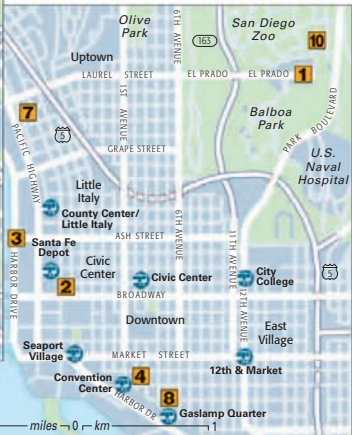 Olive
Park
6TH AVENUE
163
San Diego
Zoo
10
Uptown
LAUREL STREET
EL PRADO
EL PRADO
1
1ST AVENUE
7
PACIFIC HIGHWAY
5
Balboa
Park
PARK BOULEVARD
GRAPE STREET
U.S.
Naval
Hospital
Little
Italy
County Center/
Little Italy
6TH AVENUE
3
ASH STREET
11TH AVENUE
Santa Fe
Depot
2
HARBOR DRIVE
Civic
Center
Civic Center
City
College
5
BROADWAY
12TH AVENUE
Downtown
East
Village
Seaport
Village
MARKET STREET
12th & Market
Convention
Center
4
8
HARBOR DR
Gaslamp Quarter
miles 0 km 1